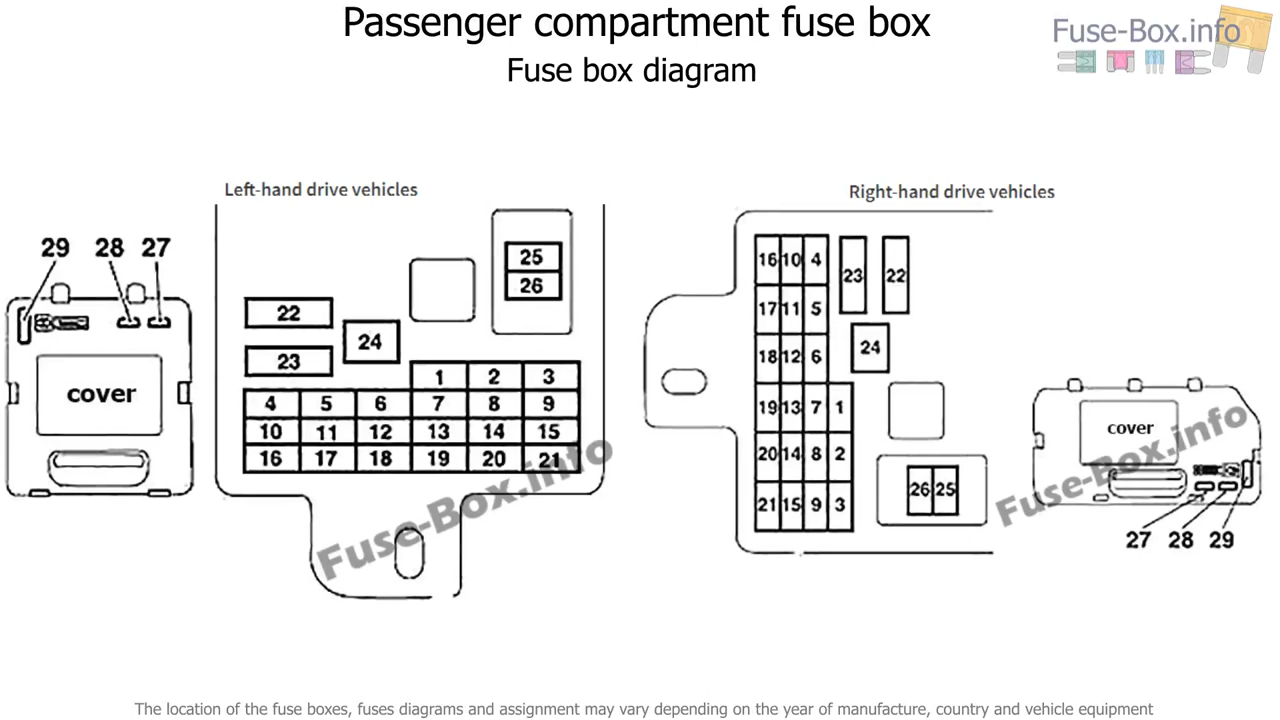 Passenger compartment fuse box
Fuse box diagram
Fuse-Box.info
Left-hand drive vehicles
29 28 27
cover
25
26
22
24
23
1 2 3
4 5 6 7 8 9
10 11 12 13 14 15
16 17 18 19 20 21
Fuse-Box.info
Right-hand drive vehicles
16 10 4 23 22
17 11 5
18 12 6 24
19 13 7 1
20 14 8 2
21 15 9 3
26 25
cover
27 28 29
Fuse-Box.info
The location of the fuse boxes, fuses diagrams and assignment may vary depending on the year of manufacture, country and vehicle equipment